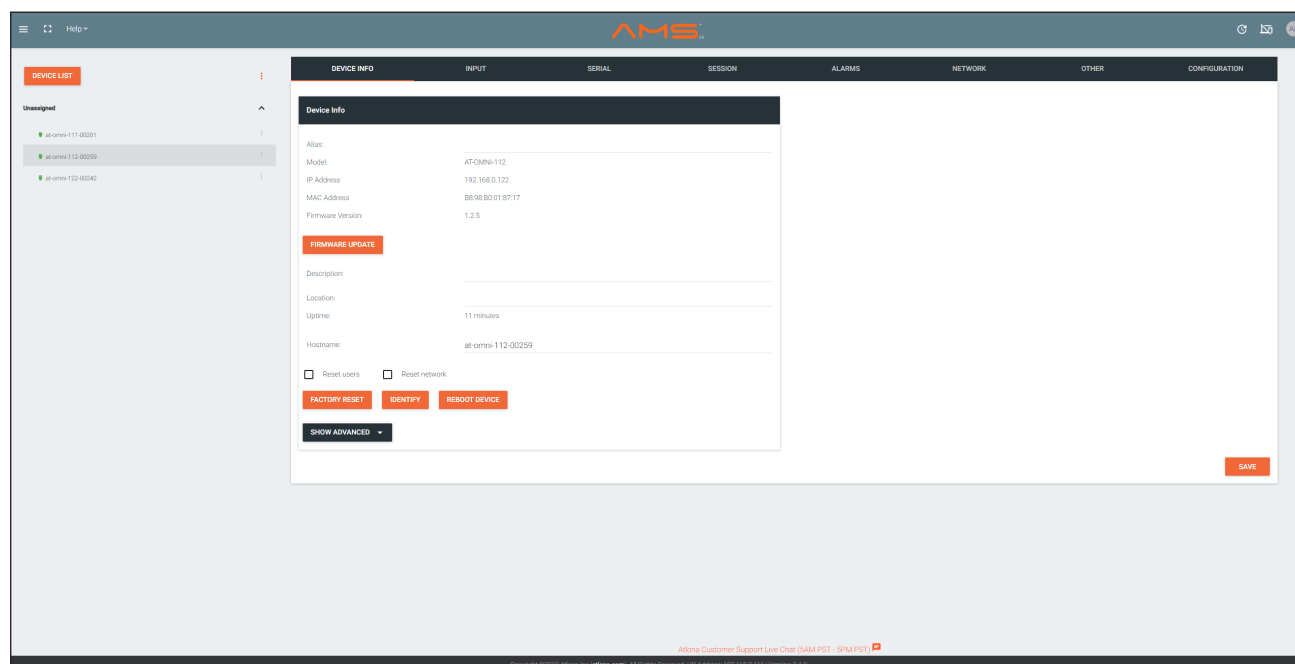 Help
AMS
DEVICE LIST
Unassigned
at-omni-111-00201
at-omni-112-00259
at-omni-122-00242
DEVICE INFO INPUT SERIAL SESSION ALARMS NETWORK OTHER CONFIGURATION
Device Info
Alias:
Model: AT-OMNI-112
IP Address 192.168.0.122
MAC Address B8:98:B0:01:87:17
Firmware Version: 1.2.5
FIRMWARE UPDATE
Description:
Location:
Uptime: 11 minutes
Hostname: at-omni-112-00259
Reset users Reset network
FACTORY RESET IDENTIFY REBOOT DEVICE
SHOW ADVANCED
SAVE
Atlona Customer Support Live Chat (5AM PST - 5PM PST)